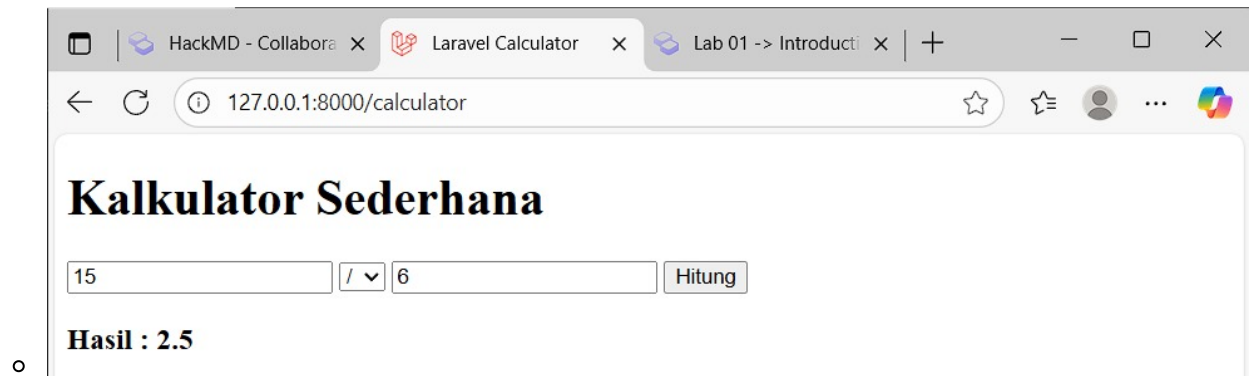 HackMD - Collabora
Laravel Calculator
Lab 01 -> Introducti
127.0.0.1:8000/calculator
Kalkulator Sederhana
15 / 6 Hitung
Hasil : 2.5